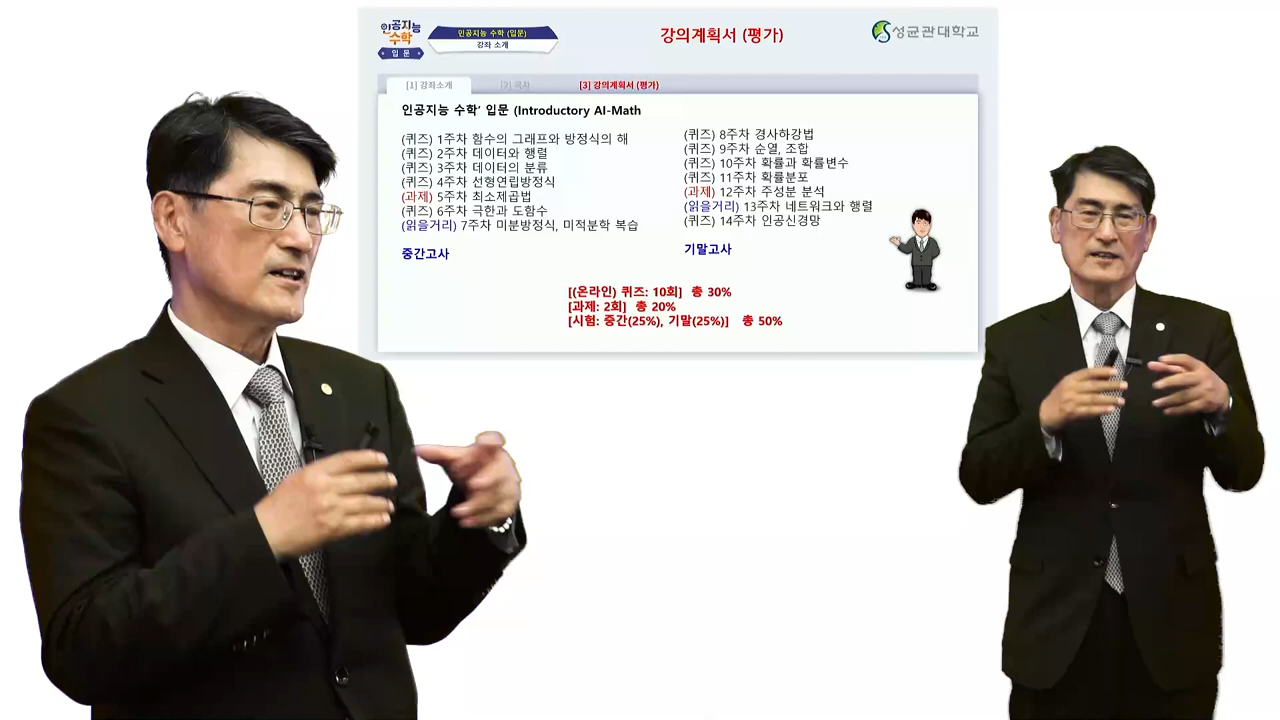 인공지능
수학
입문
인공지능 수학 (입문)
강좌 소개
강의계획서 (평가)
성균관대학교
[1] 강좌소개
[2] 목차
[3] 강의계획서 (평가)
인공지능 수학’ 입문 (Introductory AI-Math
(퀴즈) 1주차 함수의 그래프와 방정식의 해
(퀴즈) 2주차 데이터와 행렬
(퀴즈) 3주차 데이터의 분류
(퀴즈) 4주차 선형연립방정식
(과제) 5주차 최소제곱법
(퀴즈) 6주차 극한과 도함수
(읽을거리) 7주차 미분방정식, 미적분학 복습
중간고사
(퀴즈) 8주차 경사하강법
(퀴즈) 9주차 순열, 조합
(퀴즈) 10주차 확률과 확률변수
(퀴즈) 11주차 확률분포
(과제) 12주차 주성분 분석
(읽을거리) 13주차 네트워크와 행렬
(퀴즈) 14주차 인공신경망
기말고사
[(온라인) 퀴즈: 10회] 총 30%
[과제: 2회] 총 20%
[시험: 중간(25%), 기말(25%)] 총 50%